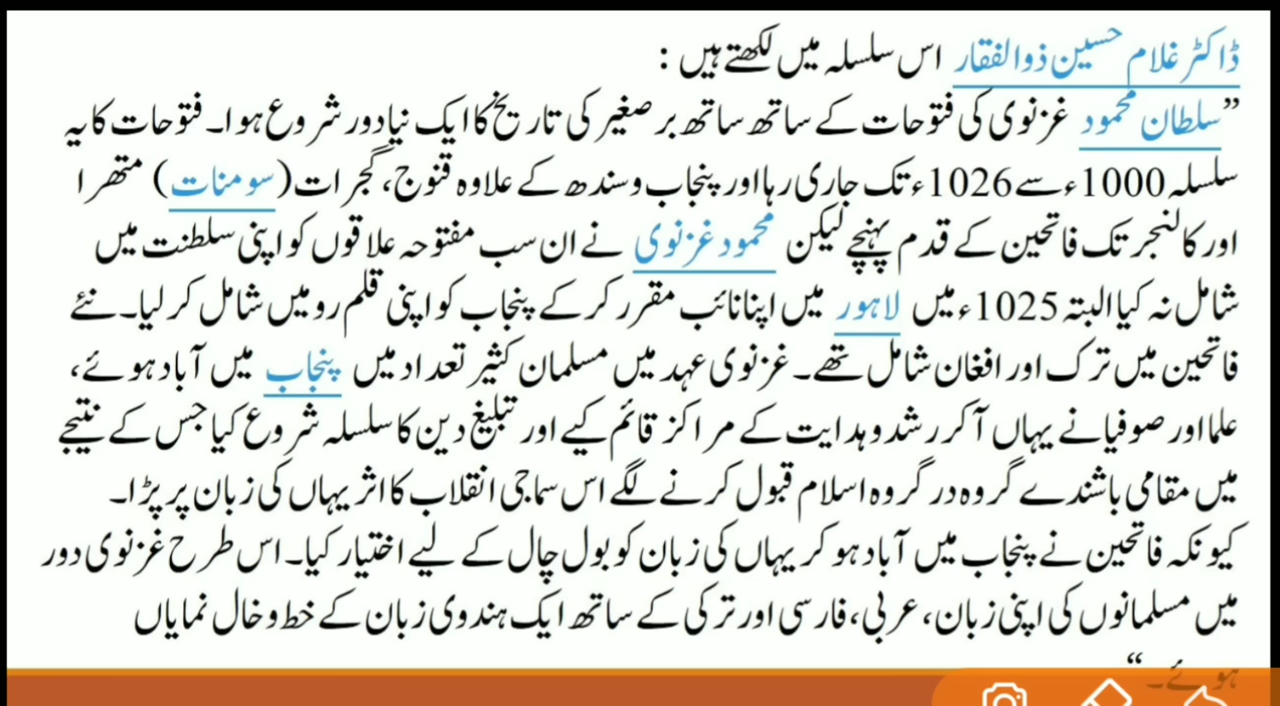 ڈاکٹر غلام حسین ذوالفقار اس سلسلہ میں لکھتے ہیں :
”سلطان محمود غزنوی کی فتوحات کے ساتھ ساتھ برصغیر کی تاریخ کا ایک نیا دور شروع ہوا۔ فتوحات کا یہ
سلسلہ 1000ء سے 1026ء تک جاری رہا اور پنجاب و سندھ کے علاوہ قنوج، گجرات (سومنات) متھرا
اور کالنجر تک فاتحین کے قدم پہنچے لیکن محمود غزنوی نے ان سب مفتوحہ علاقوں کو اپنی سلطنت میں
شامل نہ کیا البتہ 1025ء میں لاہور میں اپنا نائب مقرر کر کے پنجاب کو اپنی قلم رو میں شامل کر لیا۔ نئے
فاتحین میں ترک اور افغان شامل تھے۔ غزنوی عہد میں مسلمان کثیر تعداد میں پنجاب میں آباد ہوئے،
علما اور صوفیا نے یہاں آ کر رشد و ہدایت کے مراکز قائم کیے اور تبلیغ دین کا سلسلہ شروع کیا جس کے نتیجے
میں مقامی باشندے گروہ در گروہ اسلام قبول کرنے لگے اس سماجی انقلاب کا اثر یہاں کی زبان پر پڑا۔
کیونکہ فاتحین نے پنجاب میں آباد ہو کر یہاں کی زبان کو بول چال کے لیے اختیار کیا۔ اس طرح غزنوی دور
میں مسلمانوں کی اپنی زبان، عربی، فارسی اور ترکی کے ساتھ ایک ہندوی زبان کے خط و خال نمایاں
ہوئے۔“